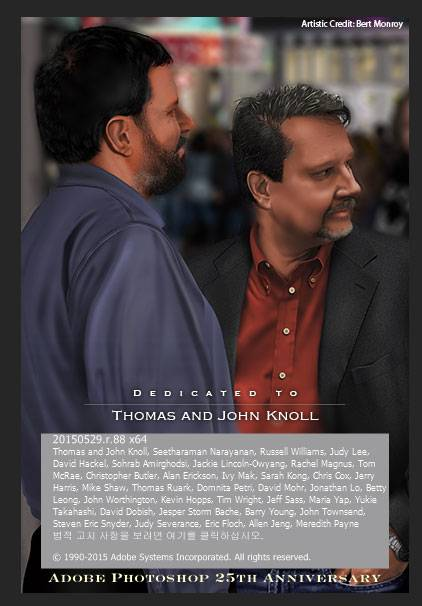 Artistic Credit: Bert Monroy
DEDICATED TO
THOMAS AND JOHN KNOLL
20150529.r.88 x64
Thomas and John Knoll, Seetharaman Narayanan, Russell Williams, Judy Lee,
David Hackel, Sohrab Amirghodsi, Jackie Lincoln-Owyang, Rachel Magnus, Tom
McRae, Christopher Butler, Alan Erickson, Ivy Mak, Sarah Kong, Chris Cox, Jerry
Harris, Mike Shaw, Thomas Ruark, Domnita Petri, David Mohr, Jonathan Lo, Betty
Leong, John Worthington, Kevin Hopps, Tim Wright, Jeff Sass, Maria Yap, Yukie
Takahashi, David Dobish, Jesper Storm Bache, Barry Young, John Townsend,
Steven Eric Snyder, Judy Severance, Eric Floch, Allen Jeng, Meredith Payne
법적 고지 사항을 보려면 여기를 클릭하십시오.
© 1990-2015 Adobe Systems Incorporated. All rights reserved.
ADOBE PHOTOSHOP 25TH ANNIVERSARY